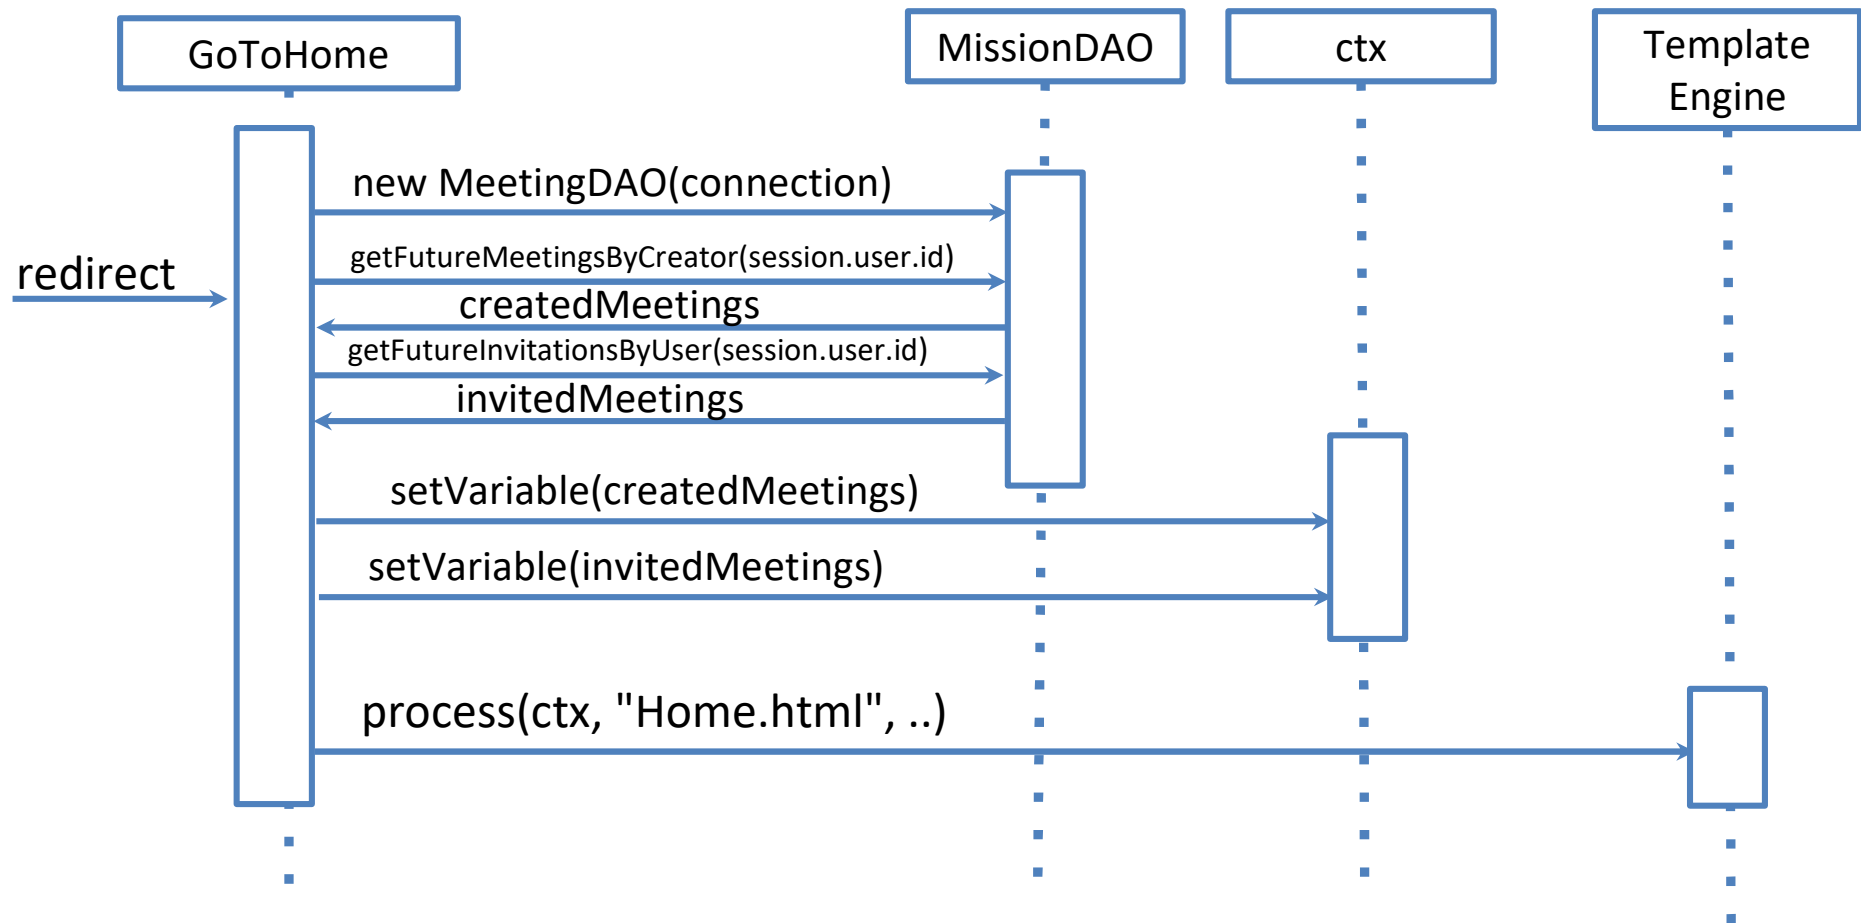 GoToHome
MissionDAO
ctx
Template
Engine
new MeetingDAO(connection)
getFutureMeetingsByCreator(session.user.id)
redirect
createdMeetings
getFutureInvitationsByUser(session.user.id)
invitedMeetings
setVariable(createdMeetings)
setVariable(invitedMeetings)
process(ctx, "Home.html", ..)